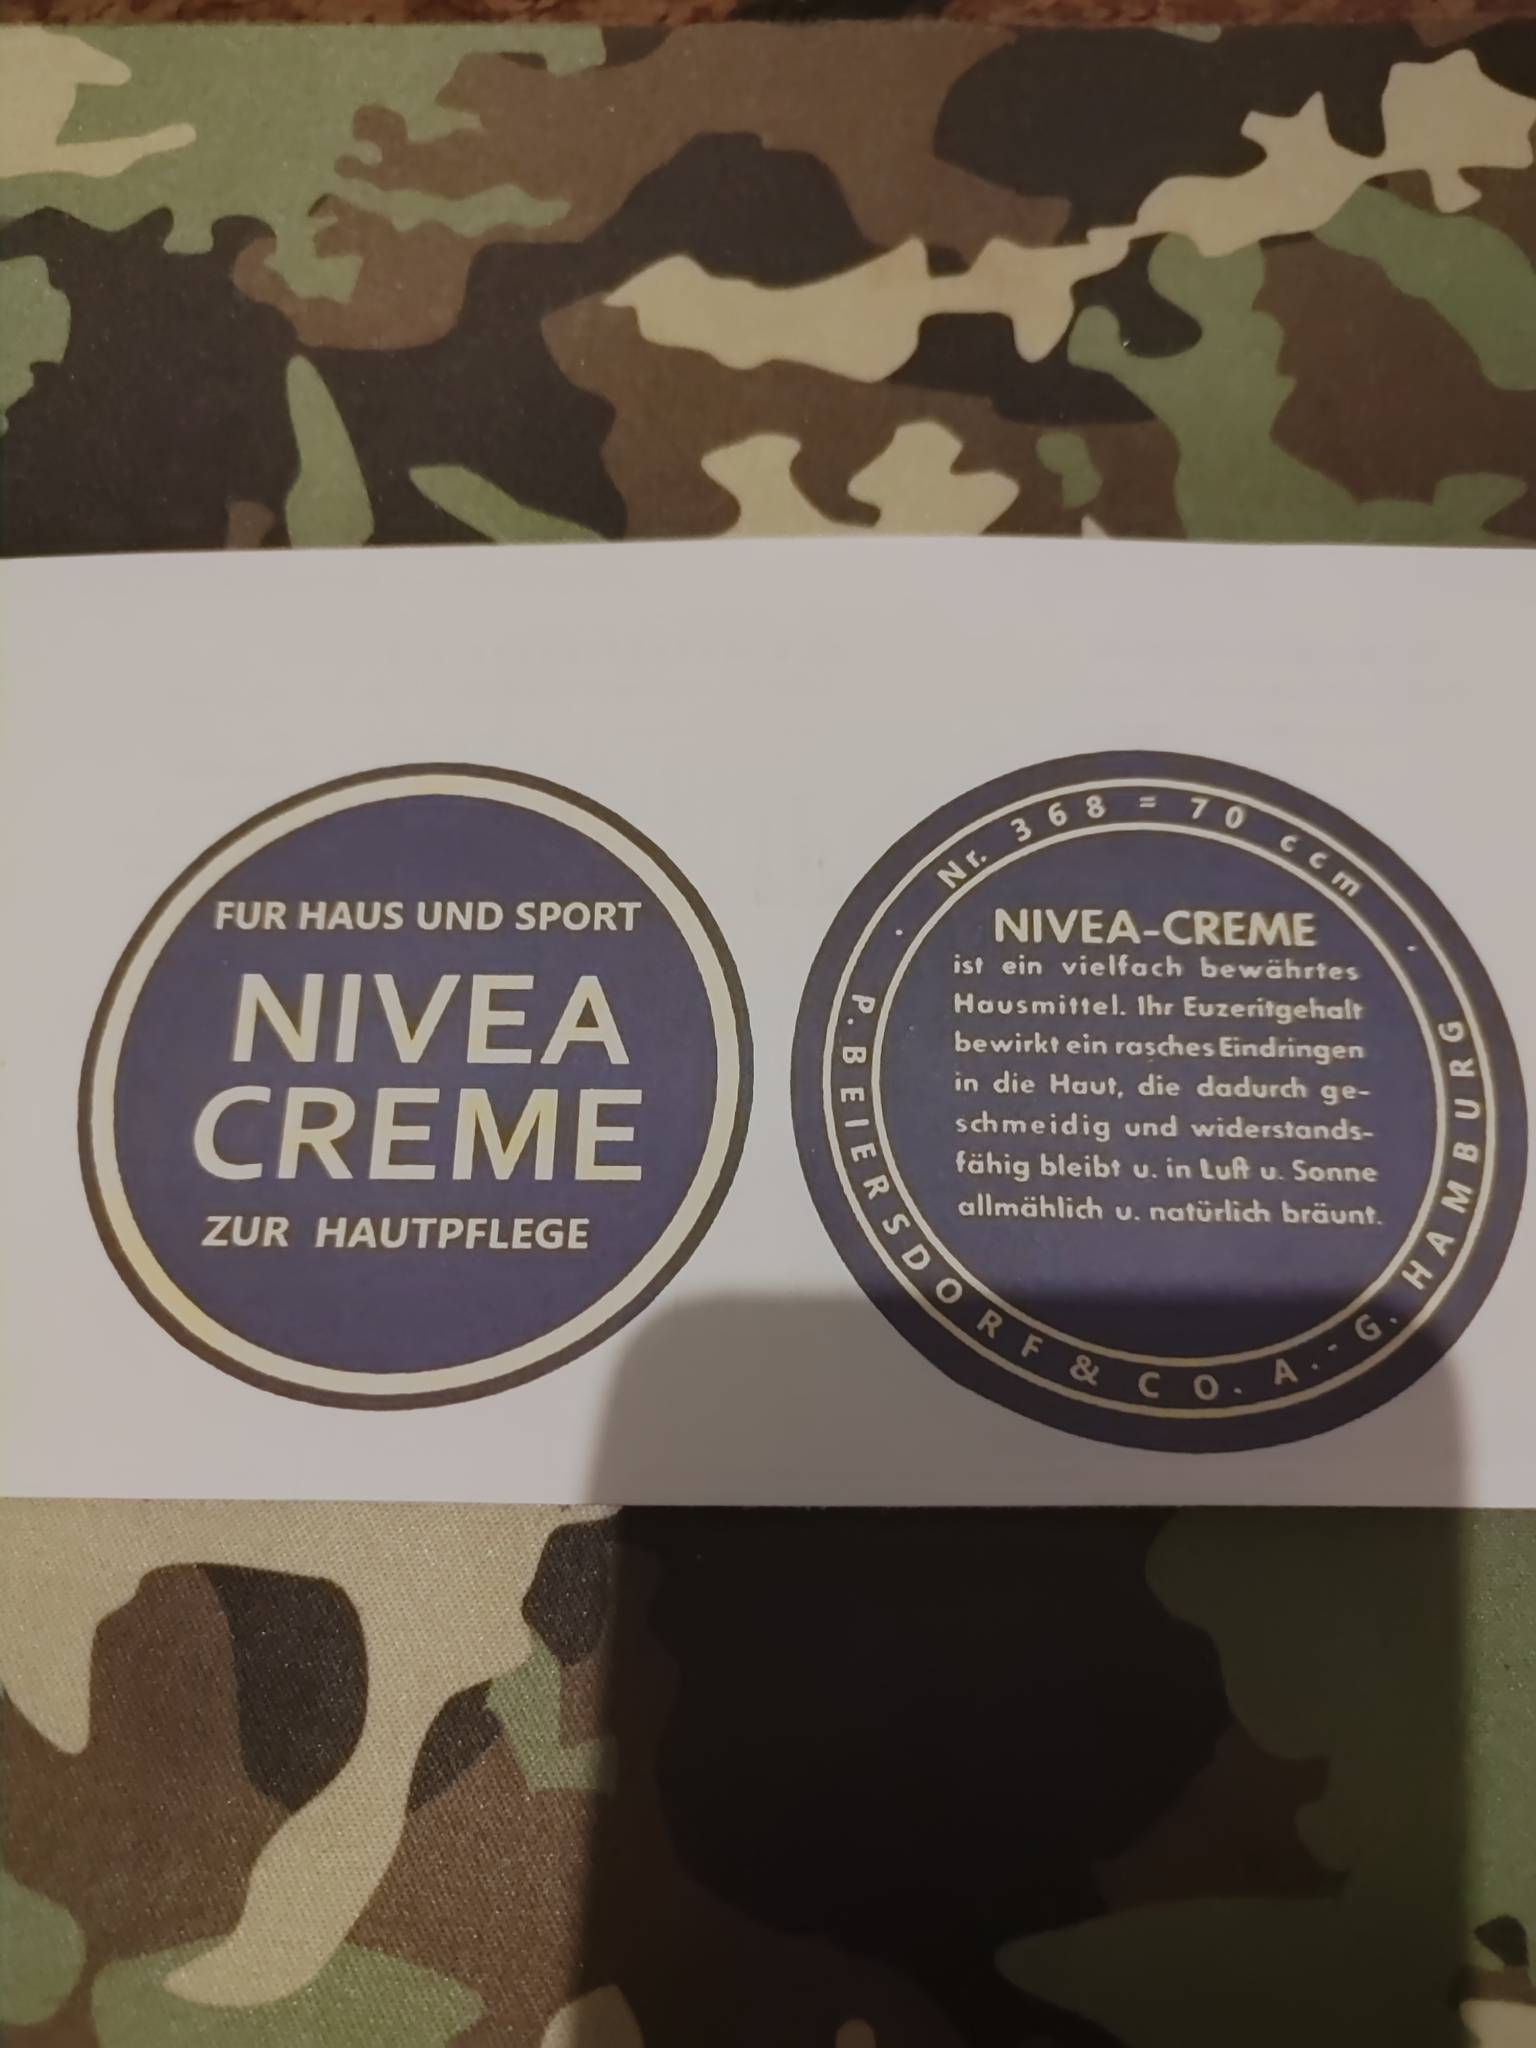 FUR HAUS UND SPORT
NIVEA
CREME
ZUR HAUTPFLEGE
· Nr. 368 = 70 ccm ·
NIVEA-CREME
ist ein vielfach bewährtes
Hausmittel. Ihr Euzeritgehalt
bewirkt ein rasches Eindringen
in die Haut, die dadurch ge-
schmeidig und widerstands-
fähig bleibt u. in Luft u. Sonne
allmählich u. natürlich bräunt.
P. BEIERSDORF & CO. A.-G. HAMBURG